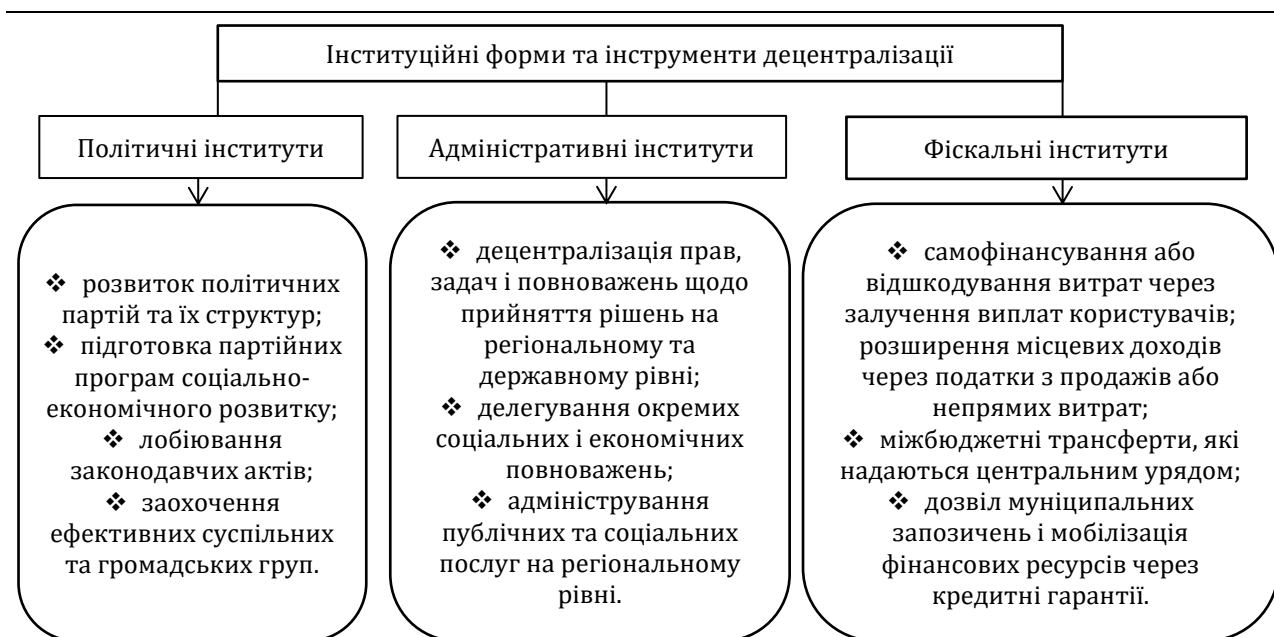 Інституційні форми та інструменти децентралізації
Політичні інститути
Адміністративні інститути
Фіскальні інститути
❖ розвиток політичних
партій та їх структур;
❖ підготовка партійних
програм соціально-
економічного розвитку;
❖ лобіювання
законодавчих актів;
❖ заохочення
ефективних суспільних
та громадських груп.
❖ децентралізація прав,
задач і повноважень щодо
прийняття рішень на
регіональному та
державному рівні;
❖ делегування окремих
соціальних і економічних
повноважень;
❖ адміністрування
публічних та соціальних
послуг на регіональному
рівні.
❖ самофінансування або
відшкодування витрат через
залучення виплат користувачів;
розширення місцевих доходів
через податки з продажів або
непрямих витрат;
❖ міжбюджетні трансферти, які
надаються центральним урядом;
❖ дозвіл муніципальних
запозичень і мобілізація
фінансових ресурсів через
кредитні гарантії.